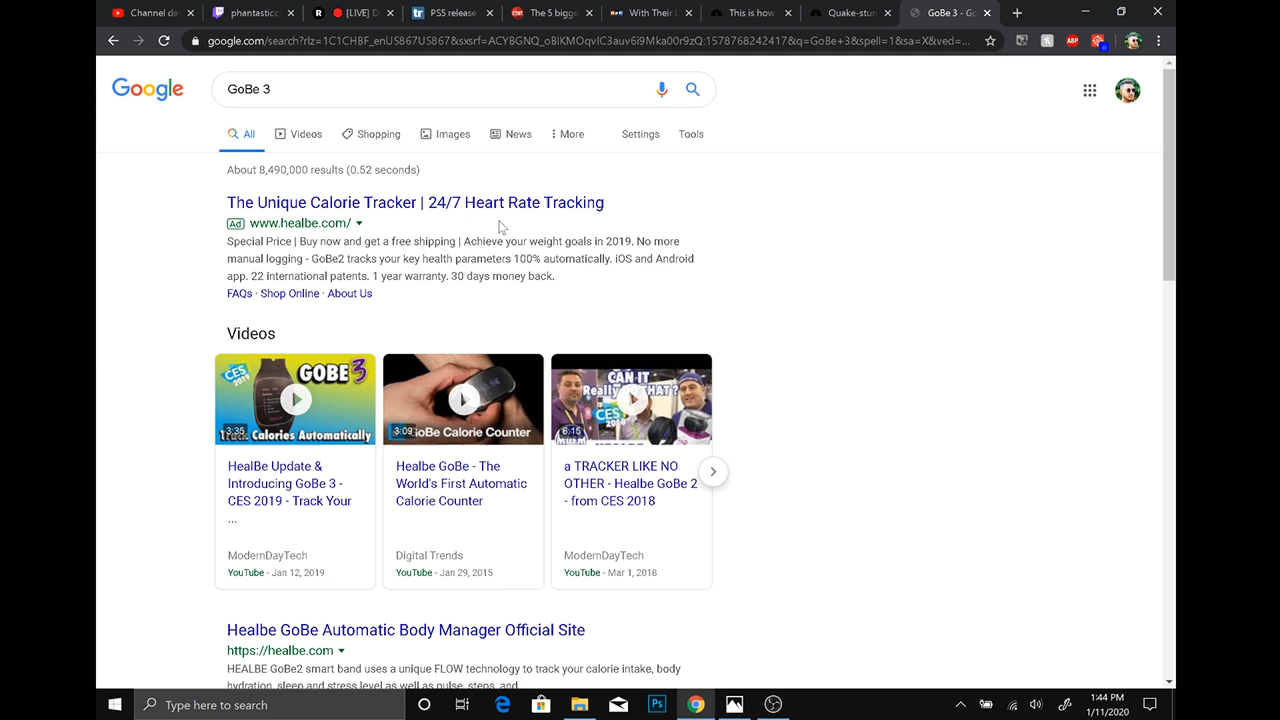 Channel da
phantasticc
[LIVE] D
PS5 release
The 5 bigge
With Their L
This is how
Quake-stun
GoBe 3 - Go
google.com/search?rlz=1C1CHBF_enUS867US867&sxsrf=ACYBGNQ_oBlKMOqvIC3auv6i9Mka00r9zQ:1578768242417&q=GoBe+3&spell=1&sa=X&ved=...
ABP
Google
GoBe 3
All
Videos
Shopping
Images
News
More
Settings
Tools
About 8,490,000 results (0.52 seconds)
The Unique Calorie Tracker | 24/7 Heart Rate Tracking
Ad www.healbe.com/
Special Price | Buy now and get a free shipping | Achieve your weight goals in 2019. No more
manual logging - GoBe2 tracks your key health parameters 100% automatically. iOS and Android
app. 22 international patents. 1 year warranty. 30 days money back.
FAQs · Shop Online · About Us
Videos
CES
2019
GOBE 3
3:35
Track Calories Automatically
3:09
GoBe Calorie Counter
CAN IT
Really DO THAT?
CES
6:15
HealBe Update &
Introducing GoBe 3 -
CES 2019 - Track Your
...
ModernDayTech
YouTube - Jan 12, 2019
Healbe GoBe - The
World's First Automatic
Calorie Counter
Digital Trends
YouTube - Jan 29, 2015
a TRACKER LIKE NO
OTHER - Healbe GoBe 2
- from CES 2018
ModernDayTech
YouTube - Mar 1, 2018
Healbe GoBe Automatic Body Manager Official Site
https://healbe.com
HEALBE GoBe2 smart band uses a unique FLOW technology to track your calorie intake, body
hydration, sleep and stress level as well as pulse, steps, and
Type here to search
Ps
1:44 PM
1/11/2020